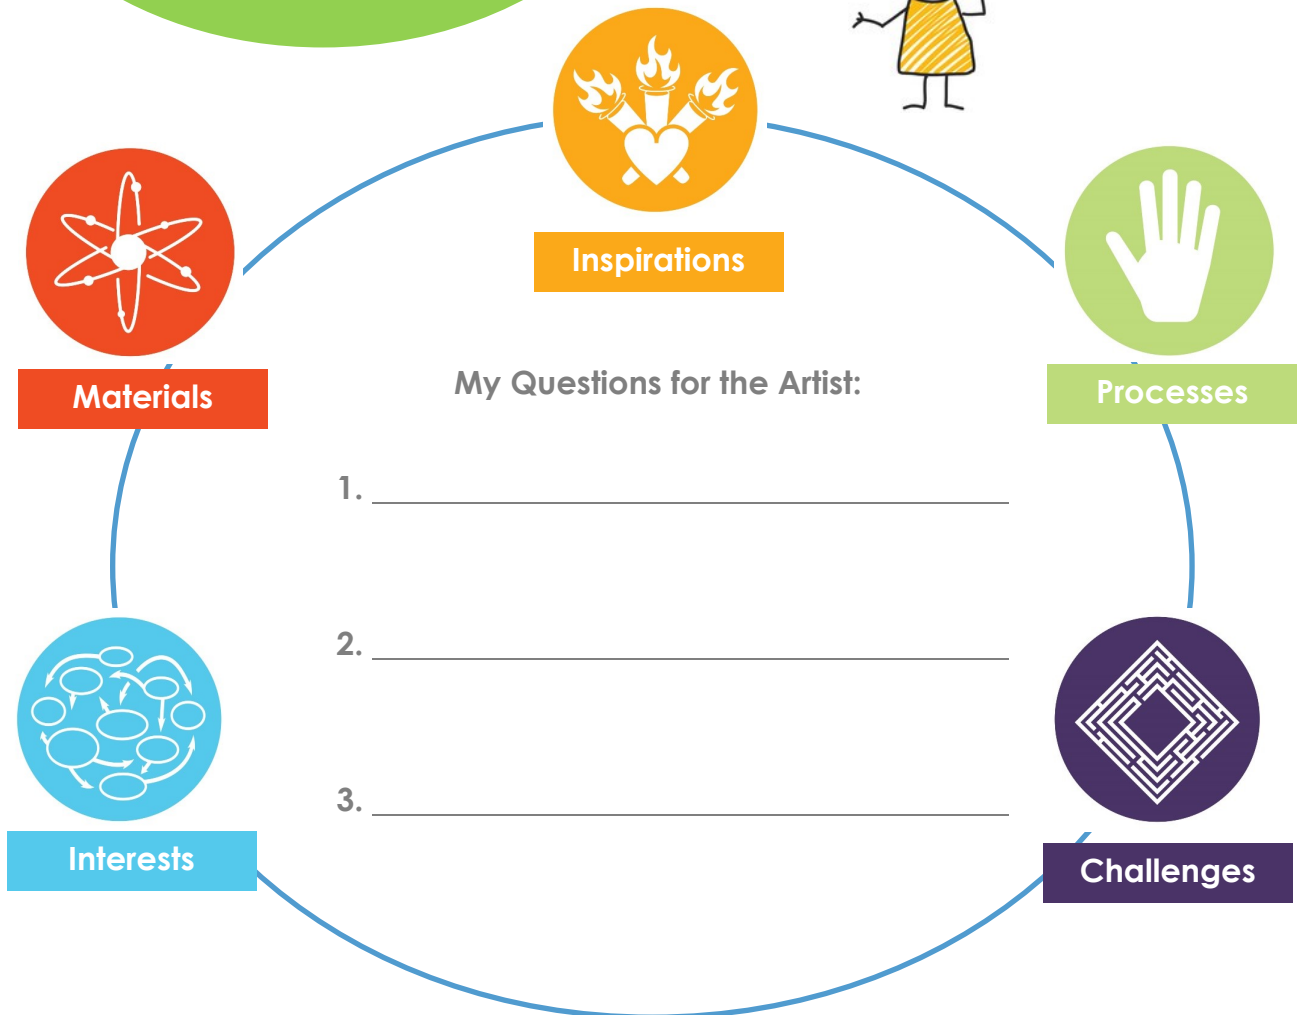 Inspirations
Materials
Processes
My Questions for the Artist:
1.
2.
3.
Interests
Challenges